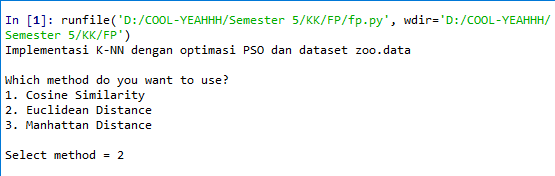 In [1]: runfile('D:/COOL-YEAHHH/Semester 5/KK/FP/fp.py', wdir='D:/COOL-YEAHHH/
Semester 5/KK/FP')
Implementasi K-NN dengan optimasi PSO dan dataset zoo.data
Which method do you want to use?
1. Cosine Similarity
2. Euclidean Distance
3. Manhattan Distance
Select method = 2